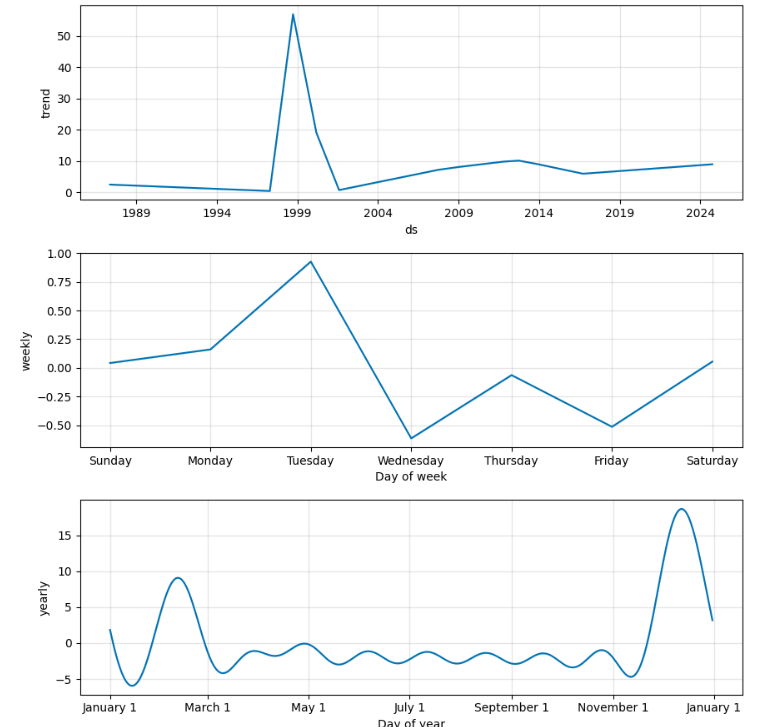 50
40
30
20
10
0
trend
1989 1994 1999 2004 2009 2014 2019 2024
ds
1.00
0.75
0.50
0.25
0.00
−0.25
−0.50
weekly
Sunday Monday Tuesday Wednesday Thursday Friday Saturday
Day of week
15
10
5
0
−5
yearly
January 1 March 1 May 1 July 1 September 1 November 1 January 1
Day of year